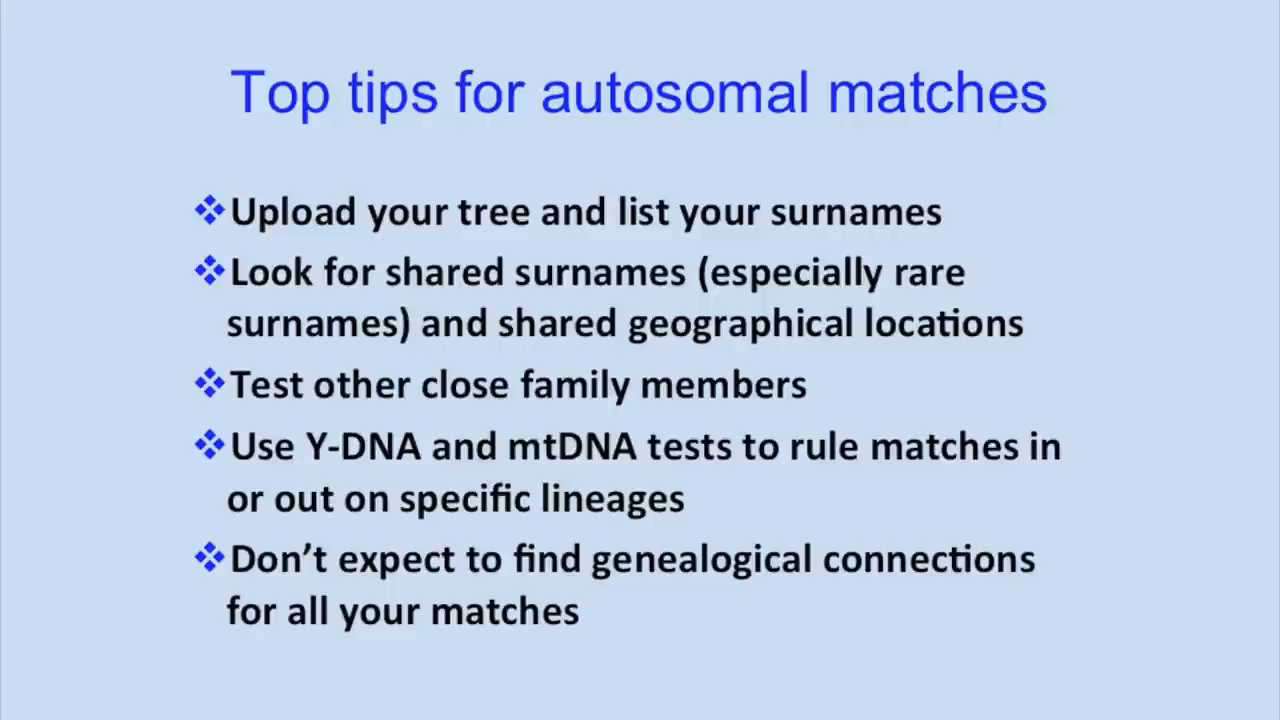 Top tips for autosomal matches
❖Upload your tree and list your surnames
❖Look for shared surnames (especially rare
surnames) and shared geographical locations
❖Test other close family members
❖Use Y-DNA and mtDNA tests to rule matches in
or out on specific lineages
❖Don’t expect to find genealogical connections
for all your matches